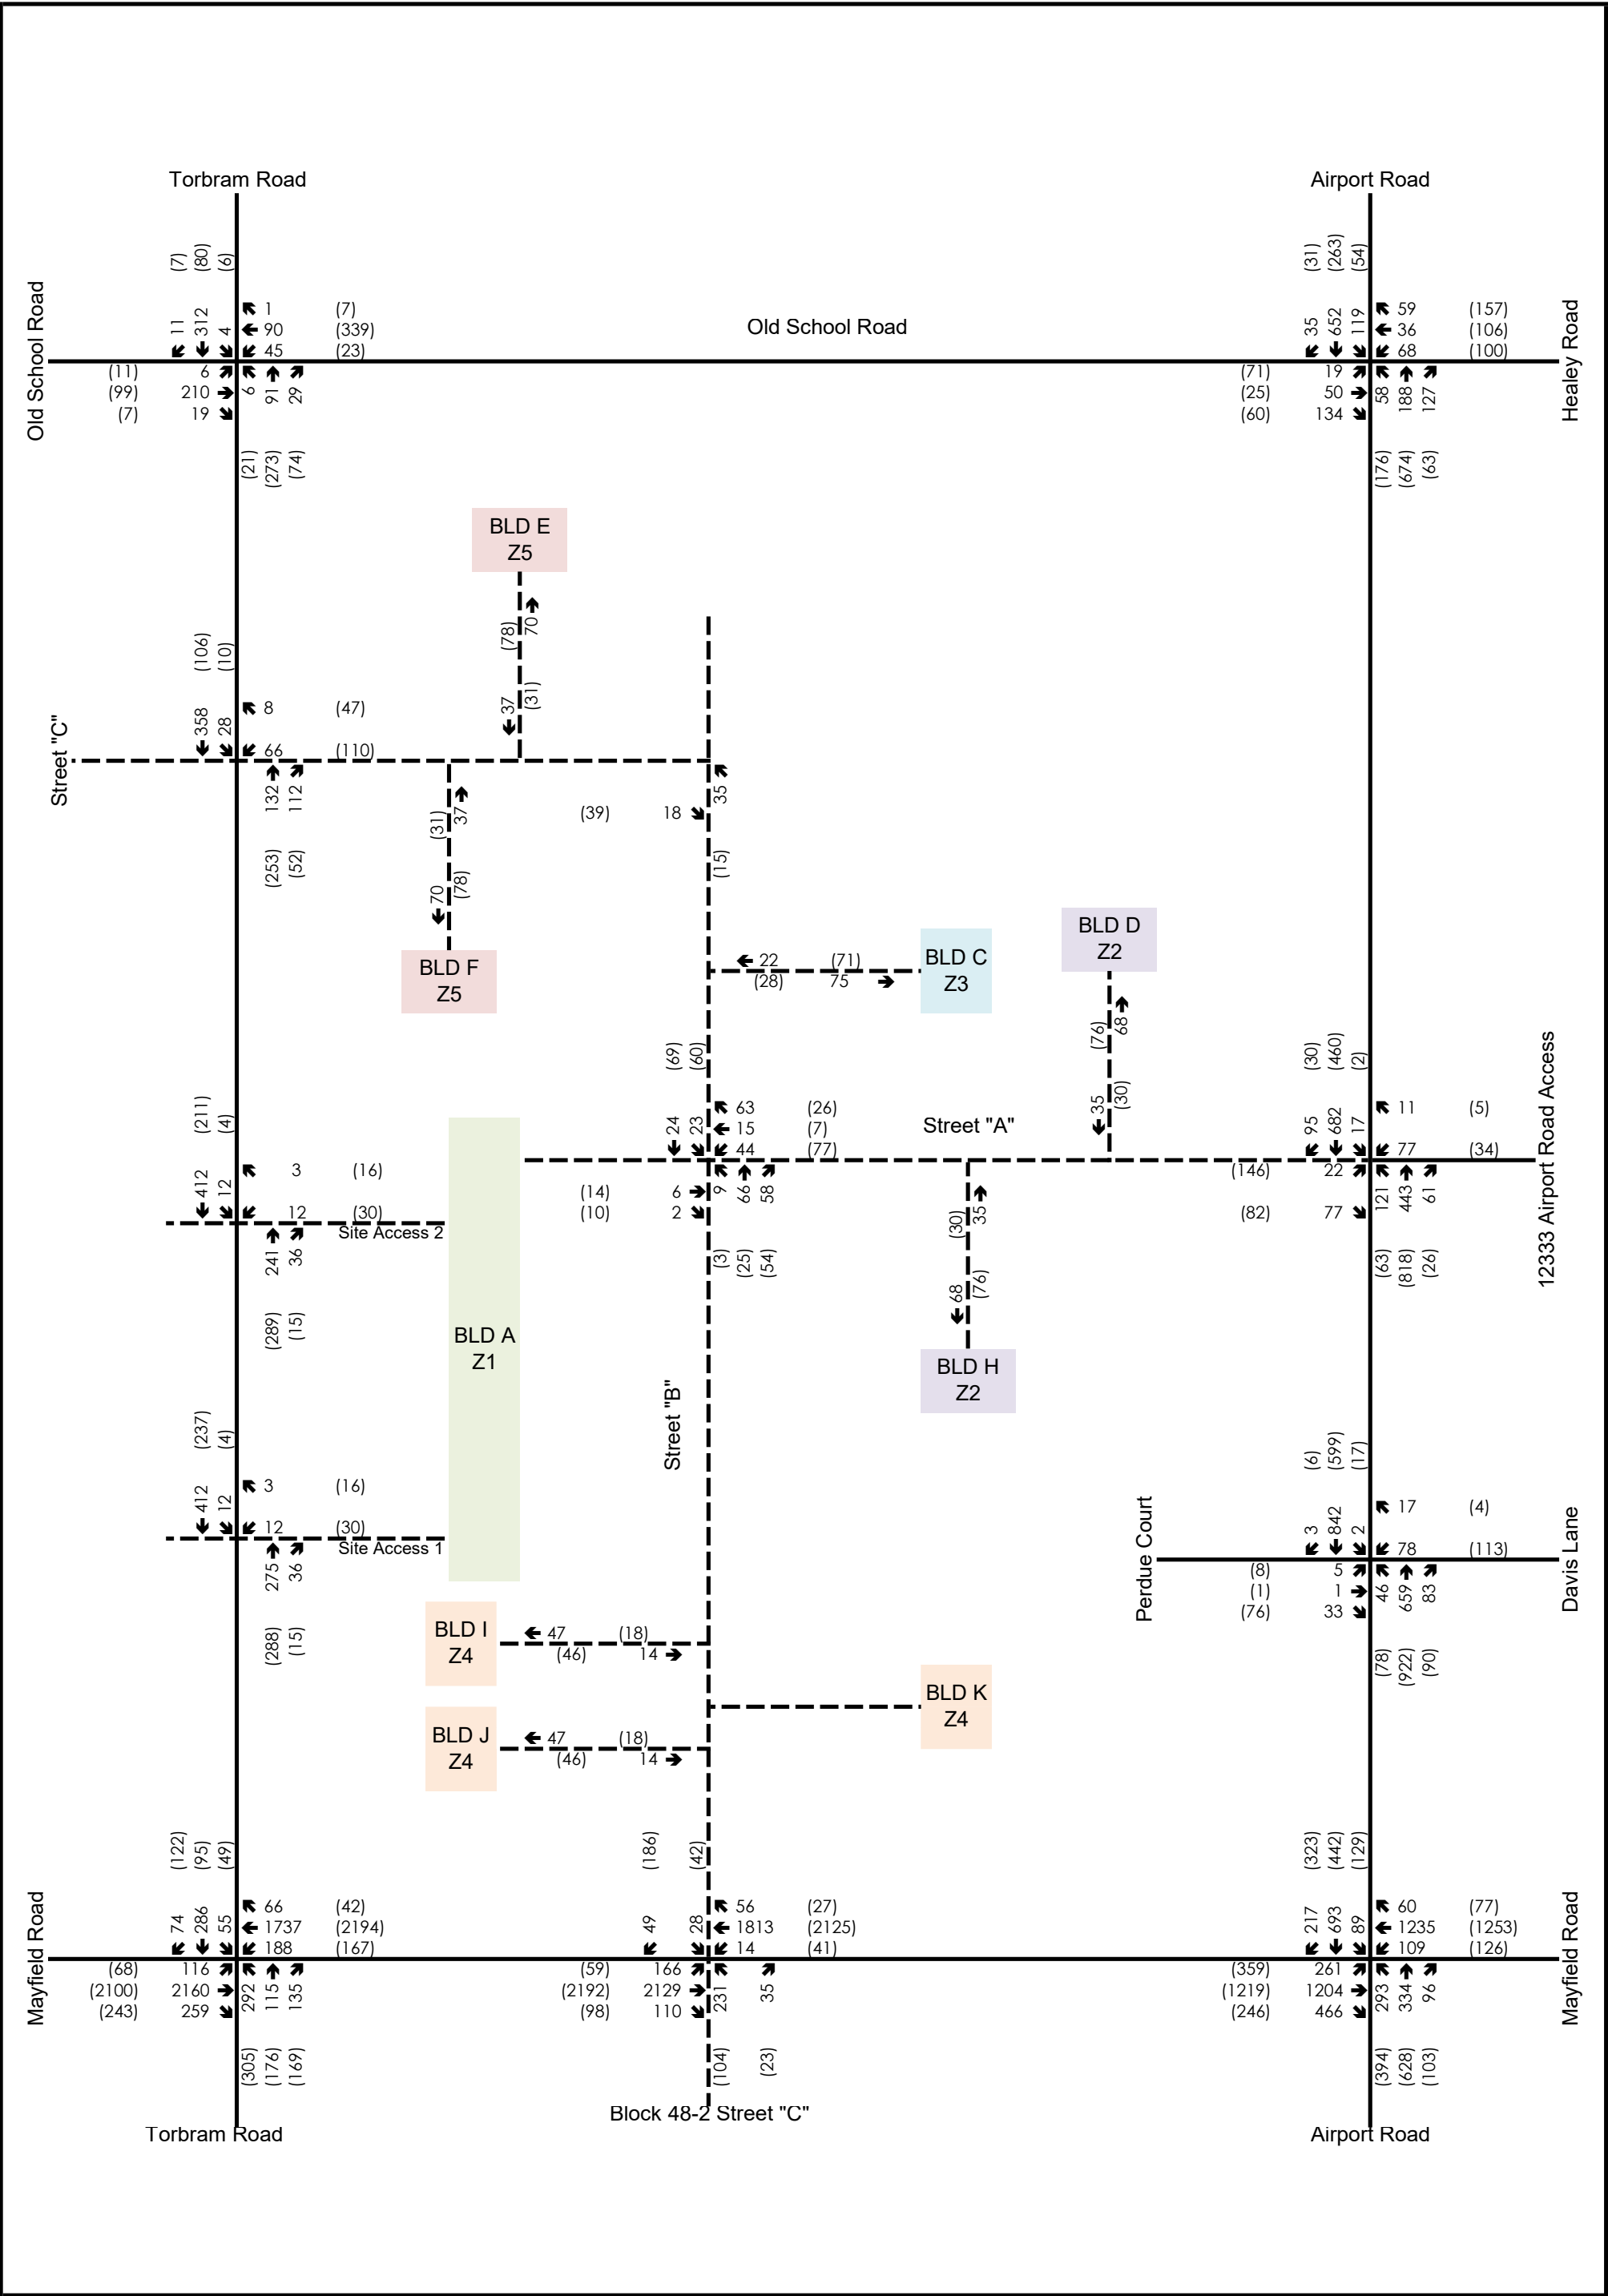 Torbram Road
Airport Road
(7) (80) (6)
(31) (263) (54)
Old School Road
11 312 4
1 (7)
90 (339)
45 (23)
Old School Road
35 652 119
59 (157)
36 (106)
68 (100)
Healey Road
(11) 6
(99) 210
(7) 19
6 91 29
(71) 19
(25) 50
(60) 134
58 188 127
(21) (273) (74)
(176) (674) (63)
BLD E
Z5
(78) 70
37 (31)
(106) (10)
Street "C"
358 28
8 (47)
66 (110)
132 112
(253) (52)
(31) 37
70 (78)
BLD F
Z5
(39) 18
35
(15)
22 (71)
(28) 75
BLD C
Z3
BLD D
Z2
(76) 68
35 (30)
(69) (60)
(30) (460) (2)
(211) (4)
24 23
63 (26)
15 (7)
44 (77)
Street "A"
95 682 17
11 (5)
77 (34)
12333 Airport Road Access
412 12
3 (16)
12 (30)
Site Access 2
241 36
(289) (15)
(14) 6
(10) 2
9 66 58
(3) (25) (54)
(30) 35
68 (76)
BLD H
Z2
(146) 22
(82) 77
121 443 61
(63) (818) (26)
BLD A
Z1
Street "B"
(237) (4)
412 12
3 (16)
12 (30)
Site Access 1
275 36
(288) (15)
(6) (599) (17)
Perdue Court
3 842 2
17 (4)
78 (113)
Davis Lane
(8) 5
(1) 1
(76) 33
46 659 83
(78) (922) (90)
BLD I
Z4
47 (18)
(46) 14
BLD K
Z4
BLD J
Z4
47 (18)
(46) 14
(122) (95) (49)
(186) (42)
(323) (442) (129)
Mayfield Road
74 286 55
66 (42)
1737 (2194)
188 (167)
49 28
56 (27)
1813 (2125)
14 (41)
217 693 89
60 (77)
1235 (1253)
109 (126)
Mayfield Road
(68) 116
(2100) 2160
(243) 259
292 115 135
(59) 166
(2192) 2129
(98) 110
231 35
(359) 261
(1219) 1204
(246) 466
293 334 96
(305) (176) (169)
(104) (23)
(394) (628) (103)
Block 48-2 Street "C"
Torbram Road
Airport Road